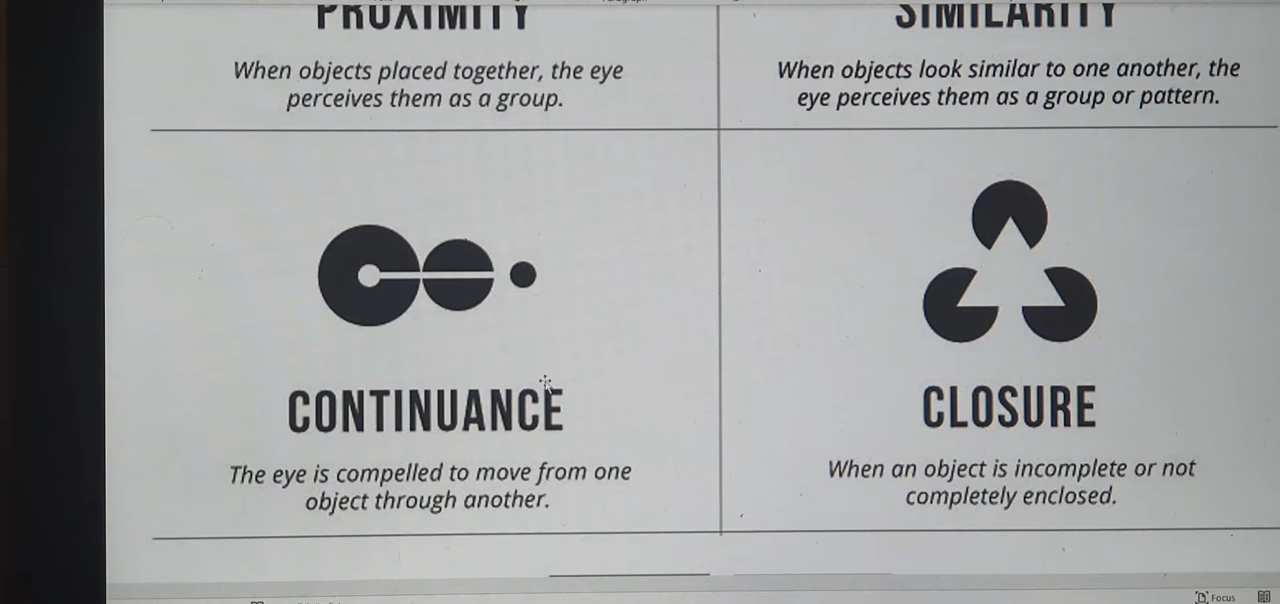 PROXIMITY
SIMILARITY
When objects placed together, the eye
perceives them as a group.
When objects look similar to one another, the
eye perceives them as a group or pattern.
CONTINUANCE
The eye is compelled to move from one
object through another.
CLOSURE
When an object is incomplete or not
completely enclosed.
Focus